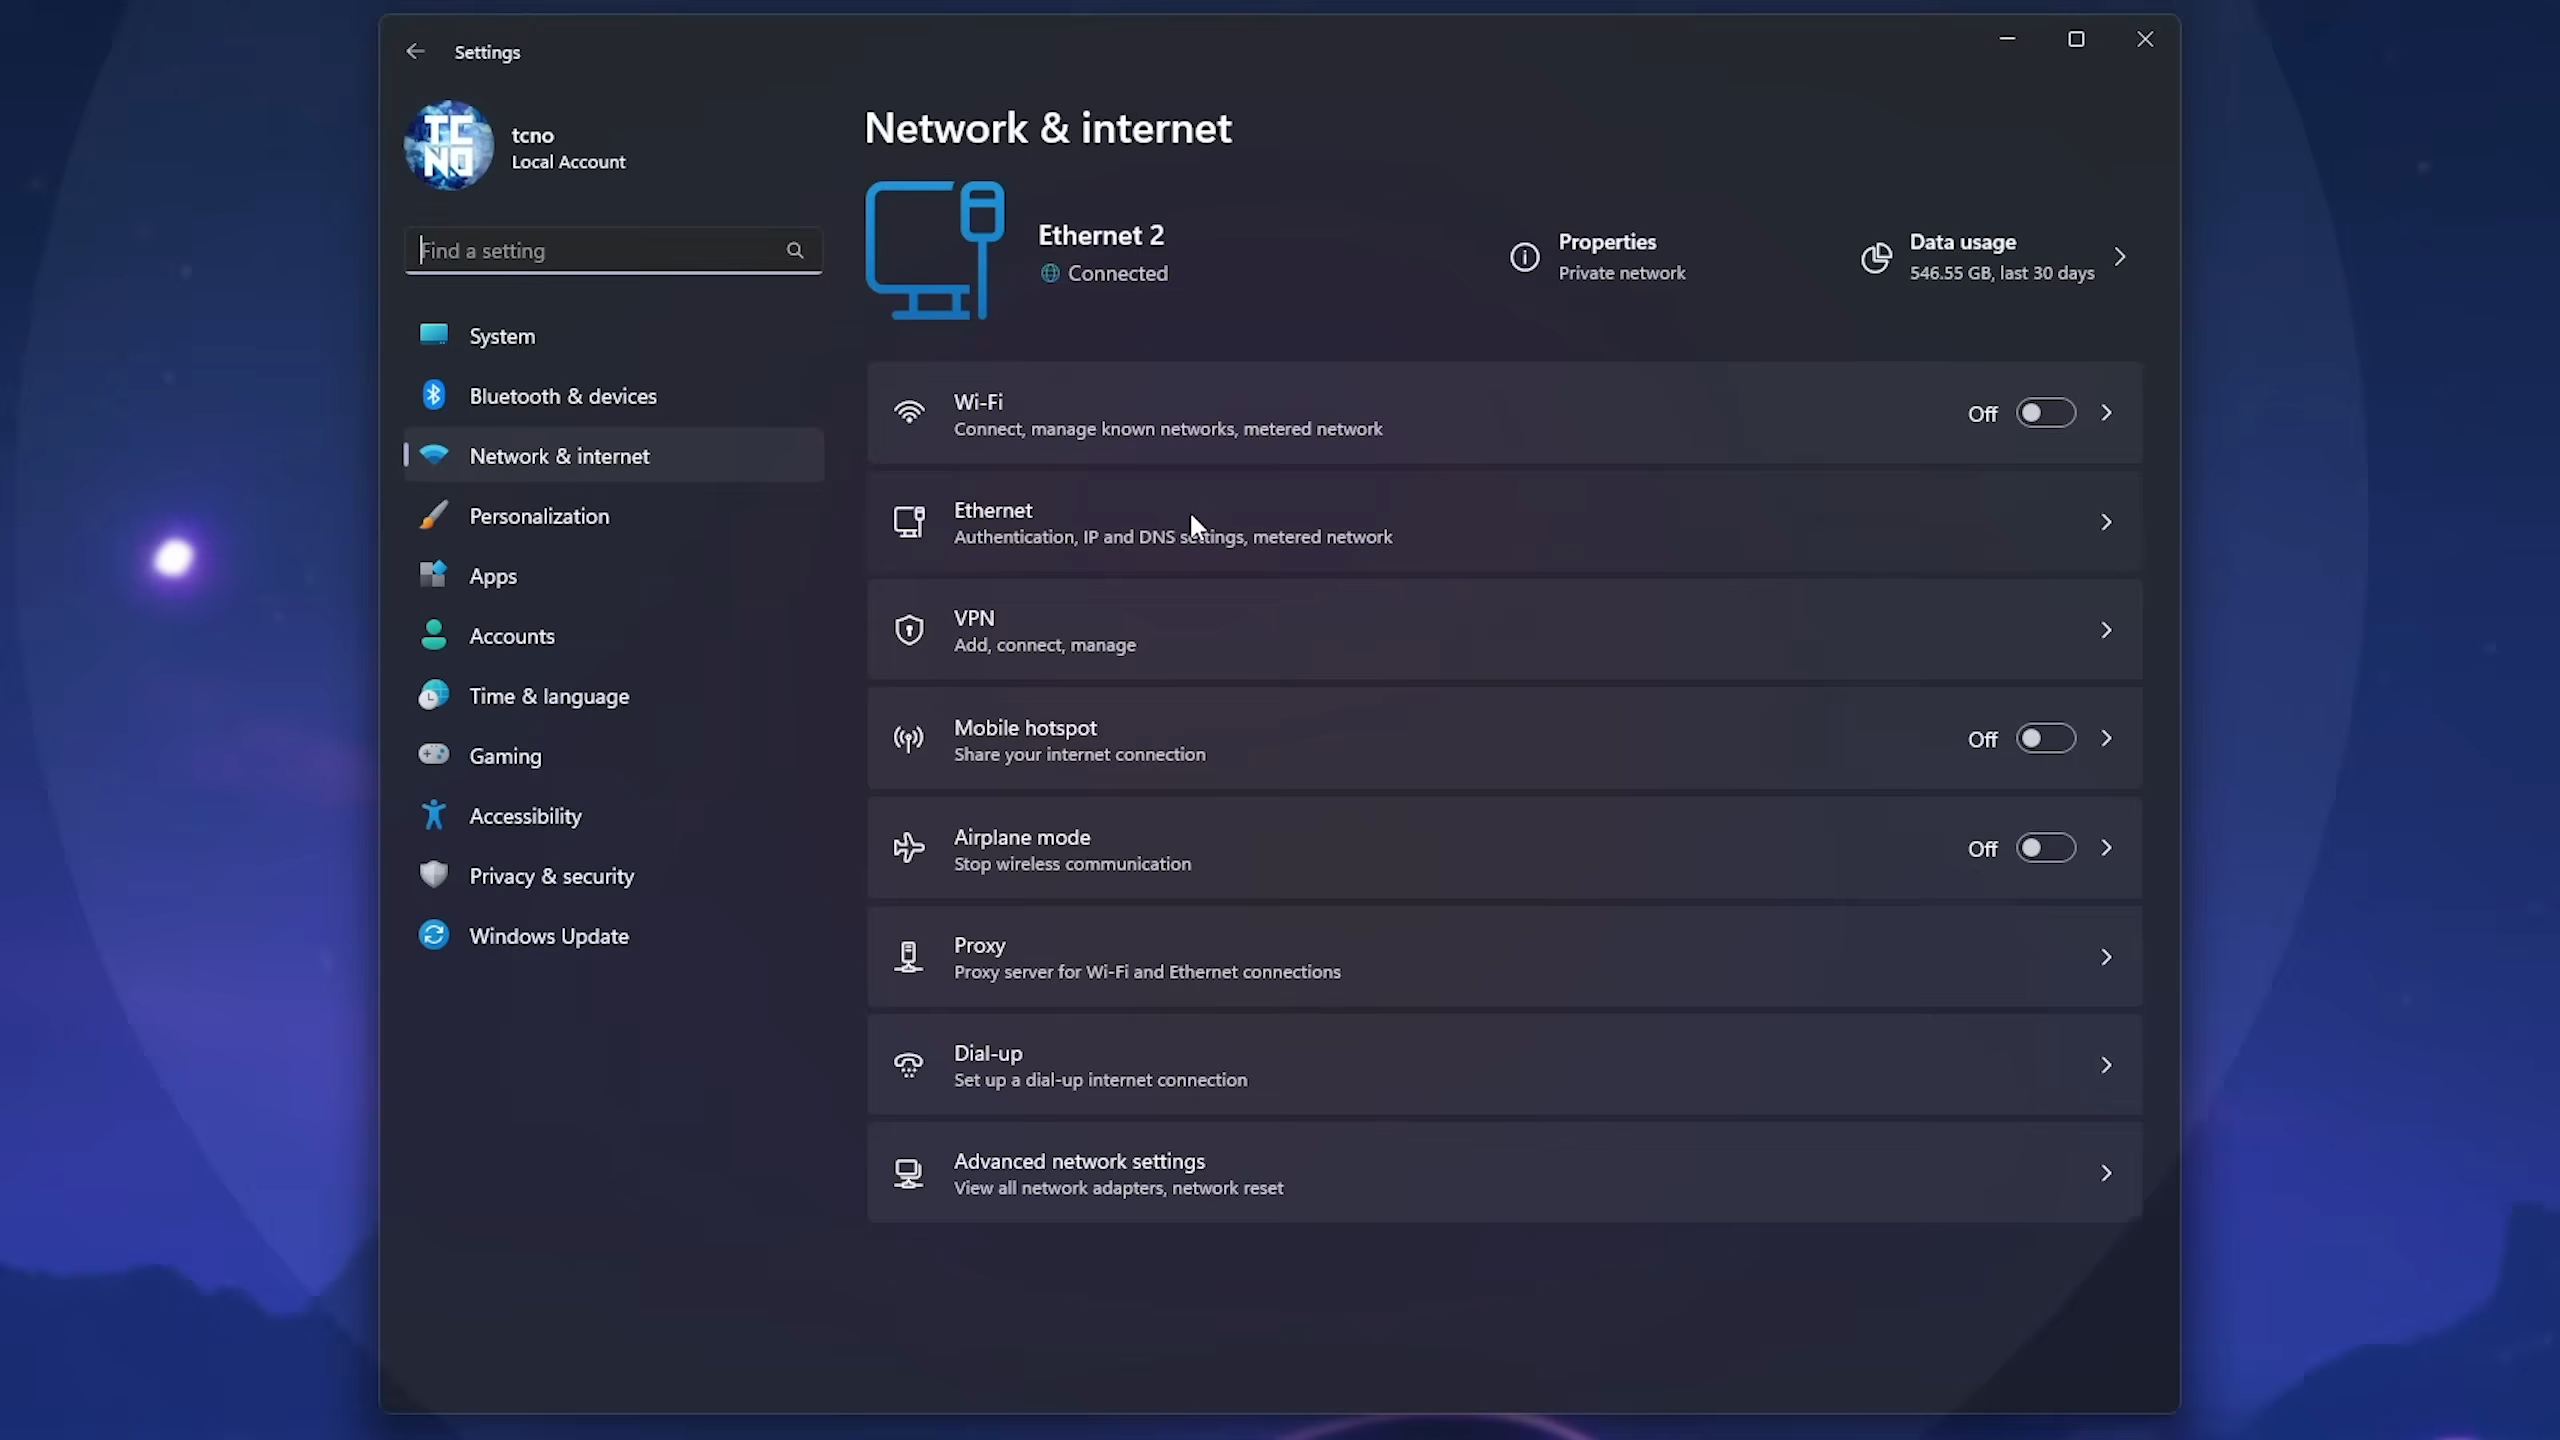 Settings
TC
NO
tcno
Local Account
Find a setting
System
Bluetooth & devices
Network & internet
Personalization
Apps
Accounts
Time & language
Gaming
Accessibility
Privacy & security
Windows Update
Network & internet
Ethernet 2
Connected
Properties
Private network
Data usage
546.55 GB, last 30 days
Wi-Fi
Connect, manage known networks, metered network
Off
Ethernet
Authentication, IP and DNS settings, metered network
VPN
Add, connect, manage
Mobile hotspot
Share your internet connection
Off
Airplane mode
Stop wireless communication
Off
Proxy
Proxy server for Wi-Fi and Ethernet connections
Dial-up
Set up a dial-up internet connection
Advanced network settings
View all network adapters, network reset